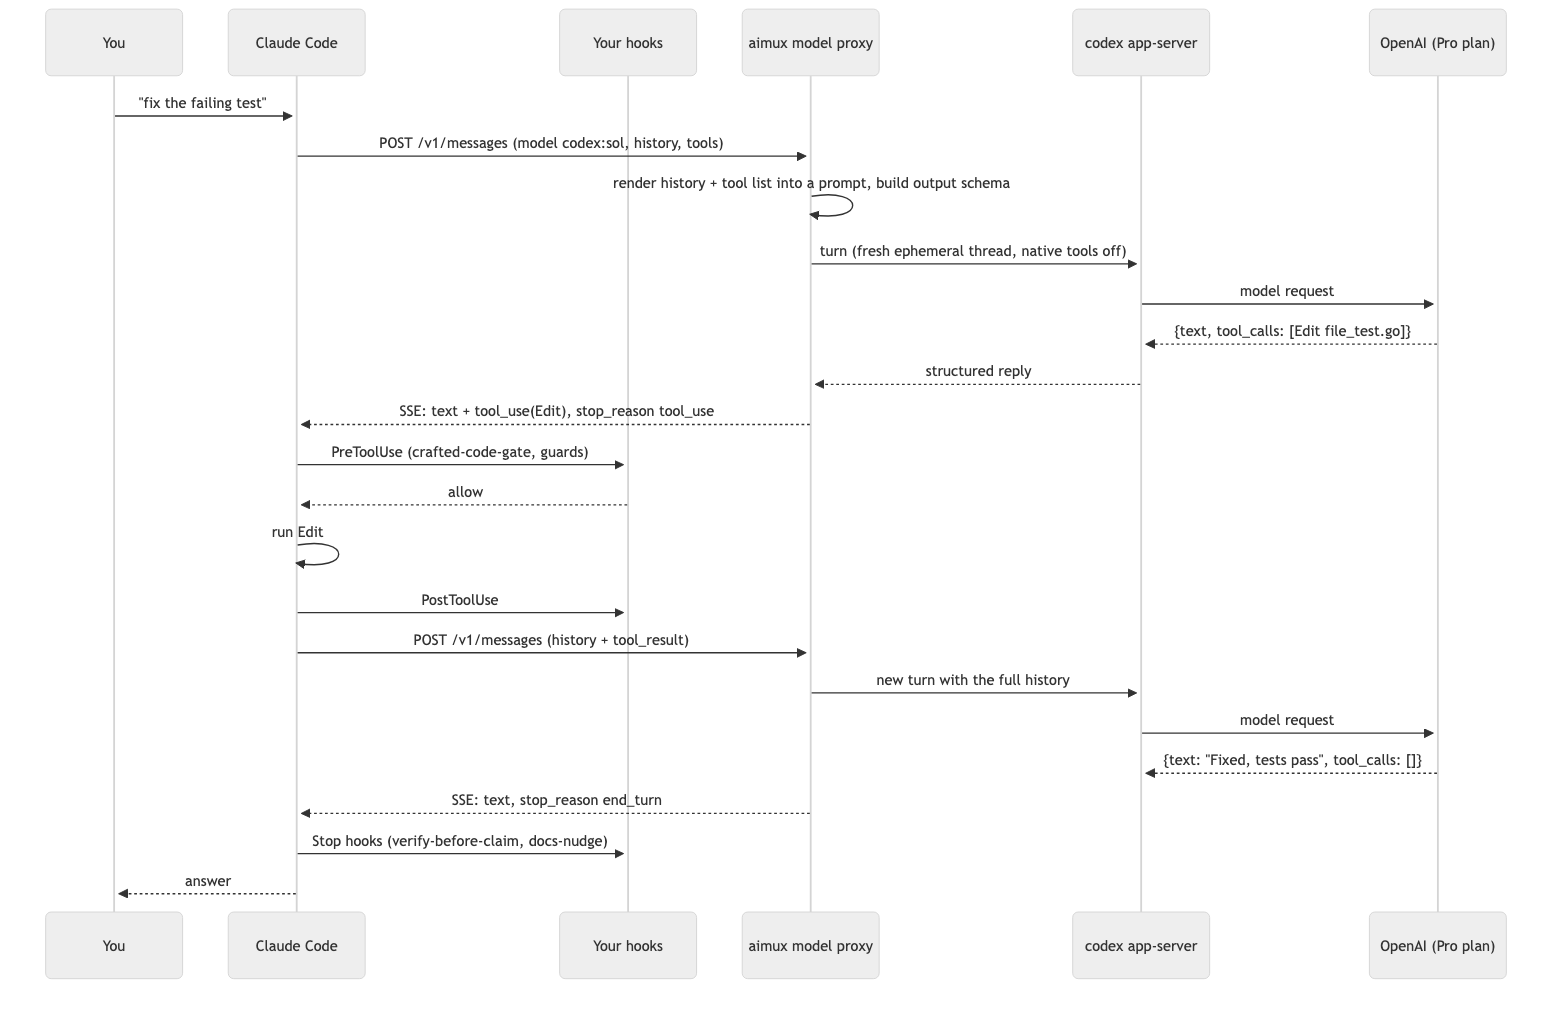 You
Claude Code
Your hooks
aimux model proxy
codex app-server
OpenAI (Pro plan)
"fix the failing test"
POST /v1/messages (model codex:sol, history, tools)
render history + tool list into a prompt, build output schema
turn (fresh ephemeral thread, native tools off)
model request
{text, tool_calls: [Edit file_test.go]}
structured reply
SSE: text + tool_use(Edit), stop_reason tool_use
PreToolUse (crafted-code-gate, guards)
allow
run Edit
PostToolUse
POST /v1/messages (history + tool_result)
new turn with the full history
model request
{text: "Fixed, tests pass", tool_calls: []}
SSE: text, stop_reason end_turn
Stop hooks (verify-before-claim, docs-nudge)
answer
You
Claude Code
Your hooks
aimux model proxy
codex app-server
OpenAI (Pro plan)